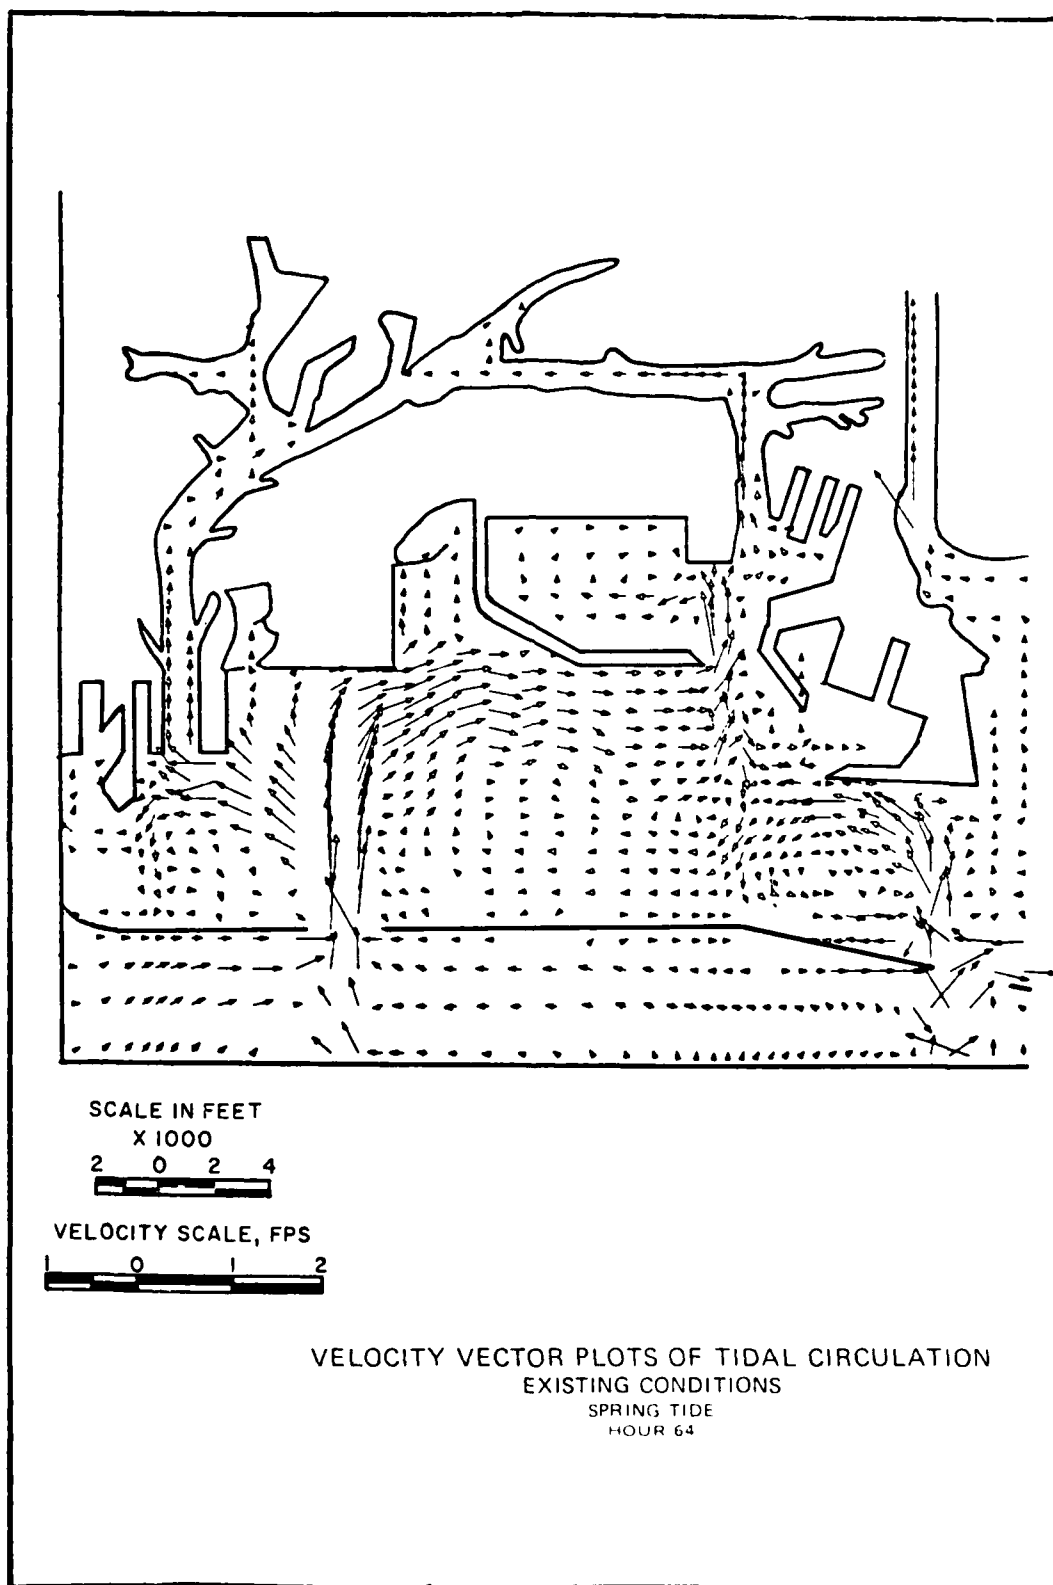 SCALE IN FEET
X 1000
2 0 2 4
VELOCITY SCALE, FPS
1 0 1 2
VELOCITY VECTOR PLOTS OF TIDAL CIRCULATION
EXISTING CONDITIONS
SPRING TIDE
HOUR 64